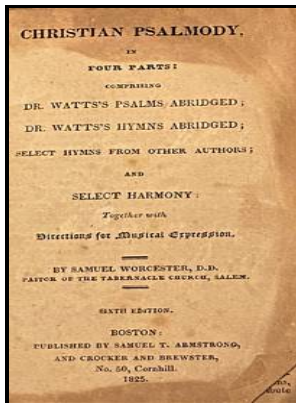 CHRISTIAN PSALMODY,
IN
FOUR PARTS:
COMPRISING
DR. WATTS'S PSALMS ABRIDGED;
DR. WATTS'S HYMNS ABRIDGED;
SELECT HYMNS FROM OTHER AUTHORS;
AND
SELECT HARMONY:
Together with
Directions for Musical Expression.
BY SAMUEL WORCESTER, D.D.
PASTOR OF THE TABERNACLE CHURCH, SALEM.
SIXTH EDITION.
BOSTON:
PUBLISHED BY SAMUEL T. ARMSTRONG,
AND CROCKER AND BREWSTER,
No. 50, Cornhill.
1825.